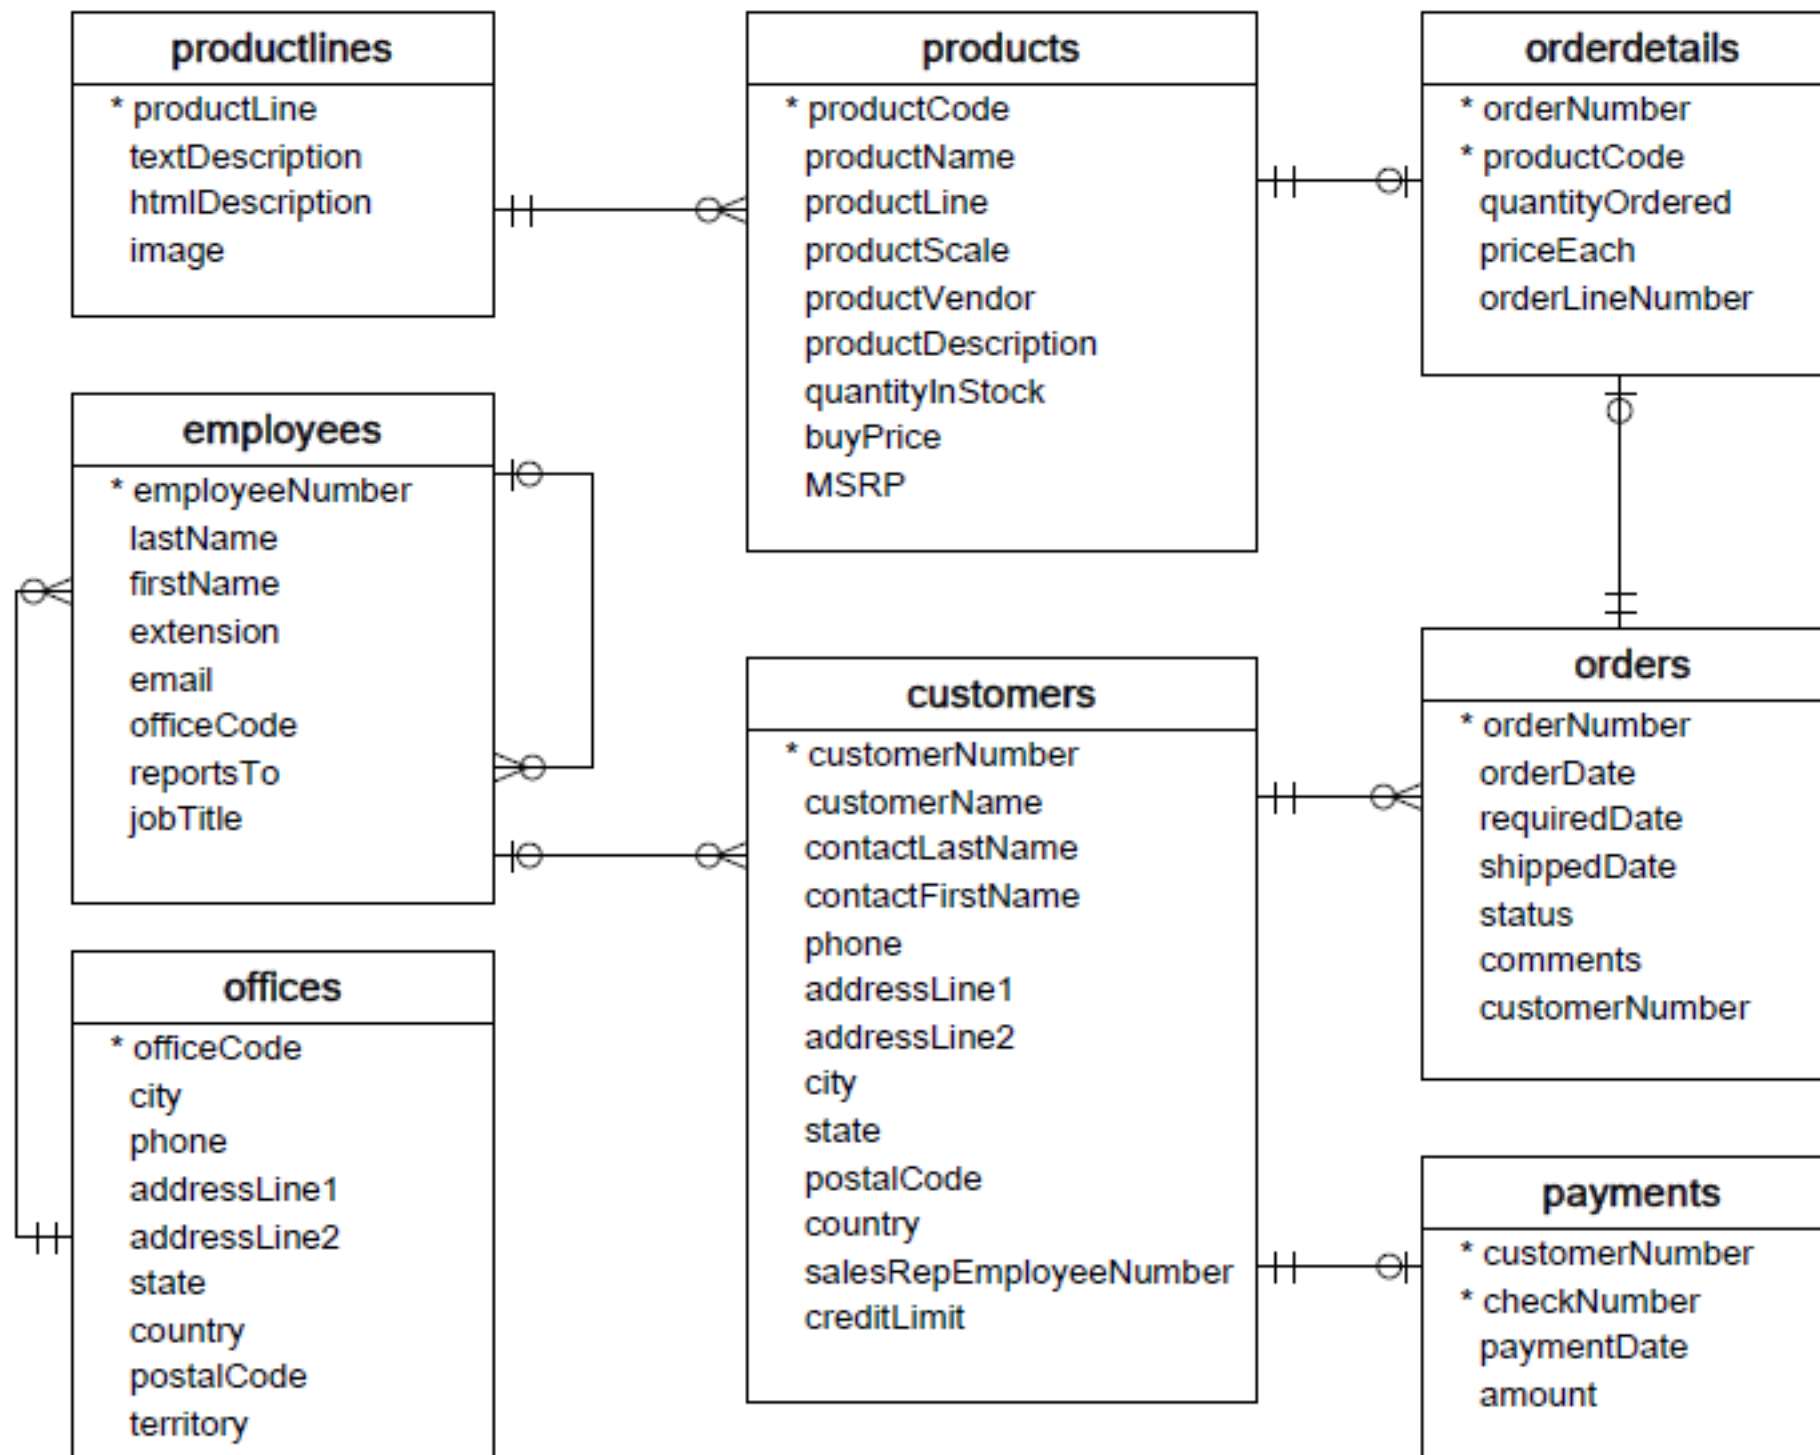 productlines
* productLine
textDescription
htmlDescription
image
products
* productCode
productName
productLine
productScale
productVendor
productDescription
quantityInStock
buyPrice
MSRP
orderdetails
* orderNumber
* productCode
quantityOrdered
priceEach
orderLineNumber
employees
* employeeNumber
lastName
firstName
extension
email
officeCode
reportsTo
jobTitle
customers
* customerNumber
customerName
contactLastName
contactFirstName
phone
addressLine1
addressLine2
city
state
postalCode
country
salesRepEmployeeNumber
creditLimit
orders
* orderNumber
orderDate
requiredDate
shippedDate
status
comments
customerNumber
offices
* officeCode
city
phone
addressLine1
addressLine2
state
country
postalCode
territory
payments
* customerNumber
* checkNumber
paymentDate
amount